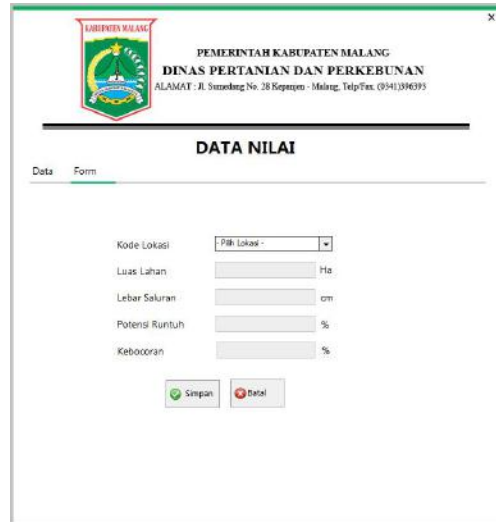 ×
KABUPATEN MALANG
PEMERINTAH KABUPATEN MALANG
DINAS PERTANIAN DAN PERKEBUNAN
ALAMAT : Jl. Sumedang No. 28 Kepanjen - Malang, Telp/Fax. (0341)396393
DATA NILAI
Data Form
Kode Lokasi - Pilih Lokasi -
Luas Lahan Ha
Lebar Saluran cm
Potensi Runtuh %
Kebocoran %
Simpan Batal